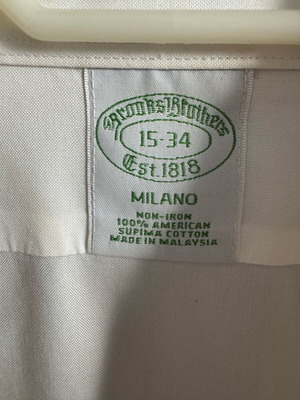 Brooks Brothers
15-34
Est. 1818
MILANO
NON-IRON
100% AMERICAN
SUPIMA COTTON
MADE IN MALAYSIA